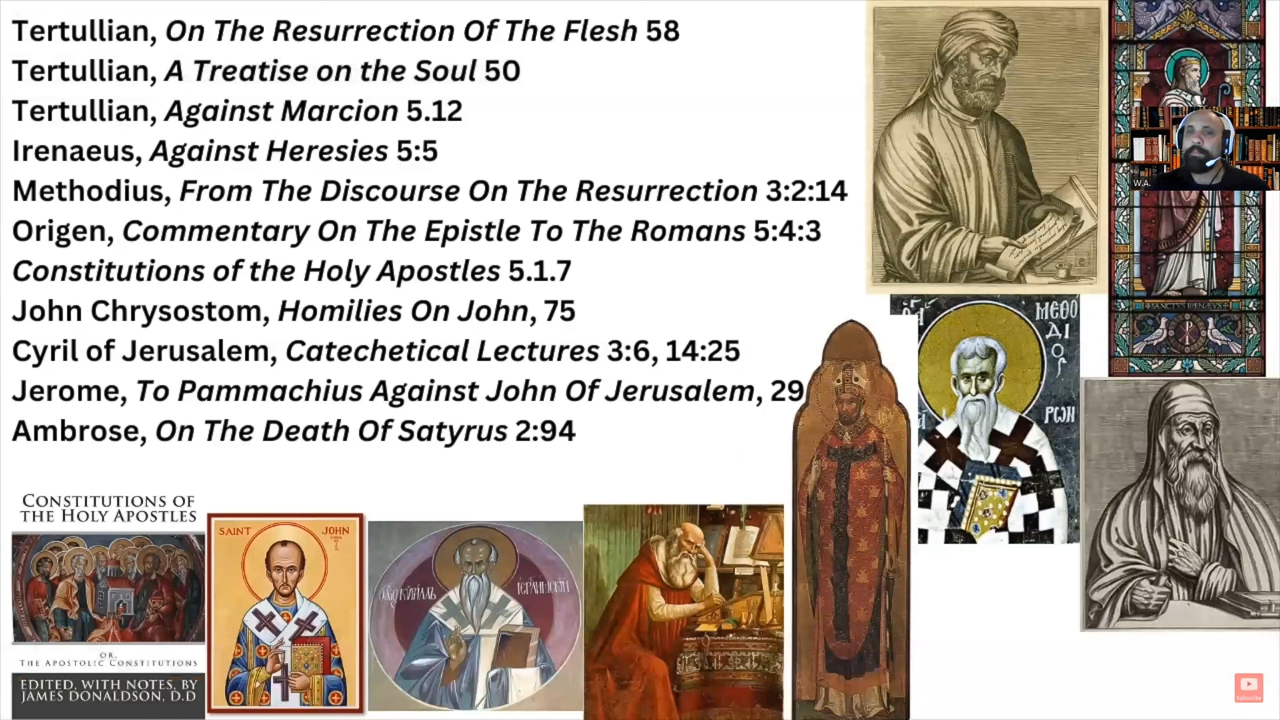 Tertullian, On The Resurrection Of The Flesh 58
Tertullian, A Treatise on the Soul 50
Tertullian, Against Marcion 5.12
Irenaeus, Against Heresies 5:5
Methodius, From The Discourse On The Resurrection 3:2:14
Origen, Commentary On The Epistle To The Romans 5:4:3
Constitutions of the Holy Apostles 5.1.7
John Chrysostom, Homilies On John, 75
Cyril of Jerusalem, Catechetical Lectures 3:6, 14:25
Jerome, To Pammachius Against John Of Jerusalem, 29
Ambrose, On The Death Of Satyrus 2:94
W.A.
ΜΕΘΟ
ΔΙ
Ο
ΡΩΝ
CONSTITUTIONS OF
THE HOLY APOSTLES
OR,
THE APOSTOLIC CONSTITUTIONS
EDITED, WITH NOTES, BY
JAMES DONALDSON, D.D
SAINT JOHN
Subscribe